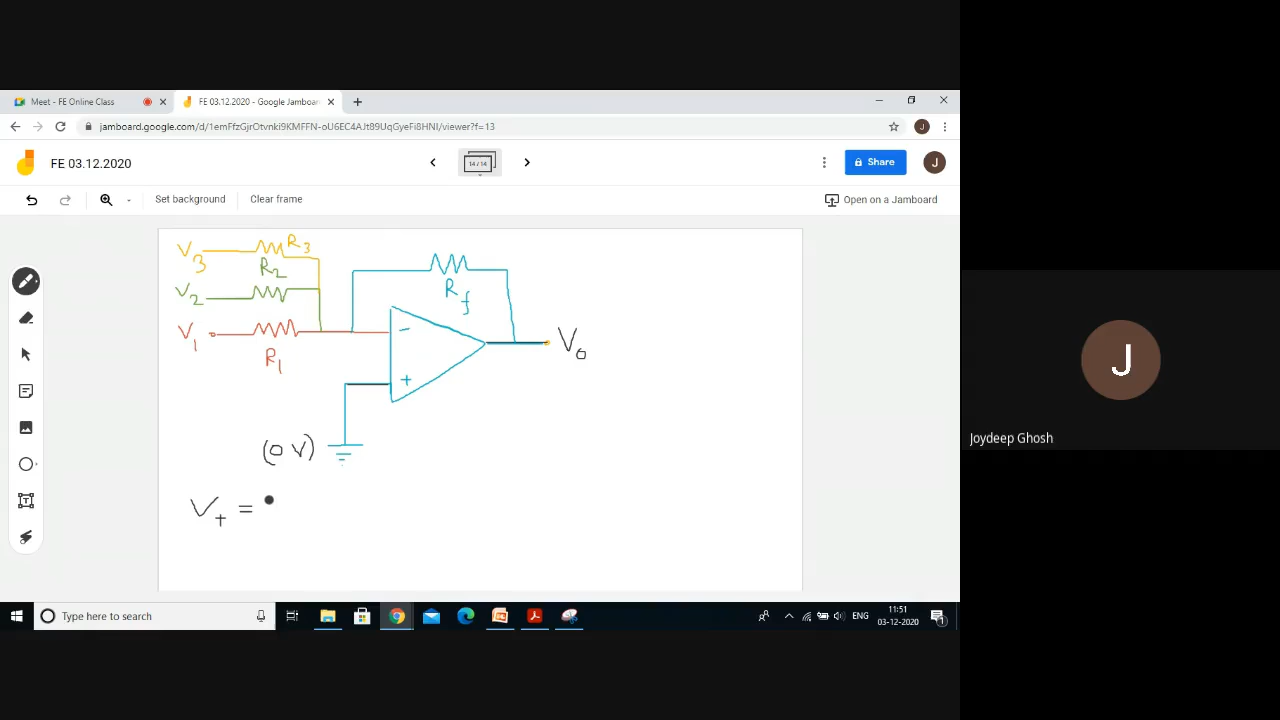 Meet - FE Online Class
FE 03.12.2020 - Google Jamboard
jamboard.google.com/d/1emFfzGjrOtvnki9KMFFN-oU6EC4AJt89UqGyeFi8HNI/viewer?f=13
J
FE 03.12.2020
14 / 14
Share
J
Set background
Clear frame
Open on a Jamboard
V3
R3
R2
V2
Rf
V1
R1
-
+
Vo
(0 V)
V+ =
J
Joydeep Ghosh
Type here to search
ENG
11:51
03-12-2020
1